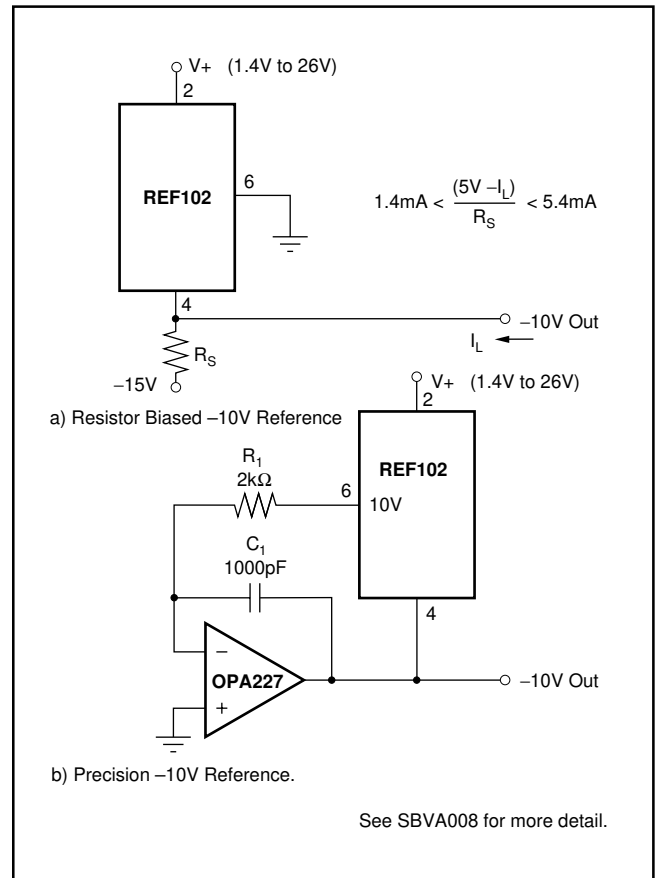 V+ (1.4V to 26V)
2
REF102
6
1.4mA < (5V –I_L) / R_S < 5.4mA
4
–10V Out
I_L
R_S
–15V
a) Resistor Biased –10V Reference
V+ (1.4V to 26V)
2
R_1
2kΩ
REF102
6
10V
C_1
1000pF
4
–
OPA227
+
–10V Out
b) Precision –10V Reference.
See SBVA008 for more detail.